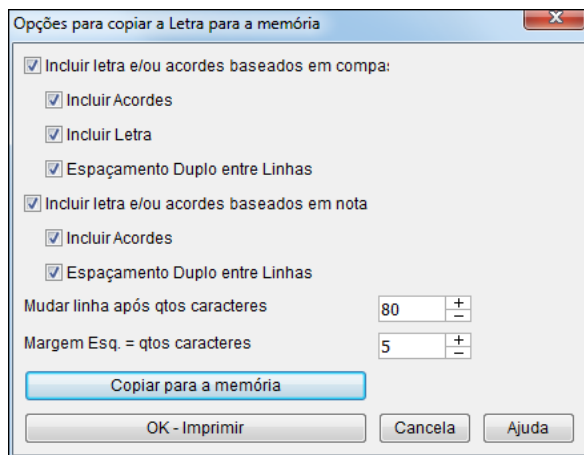 Opções para copiar a Letra para a memória
Incluir letra e/ou acordes baseados em compa
Incluir Acordes
Incluir Letra
Espaçamento Duplo entre Linhas
Incluir letra e/ou acordes baseados em nota
Incluir Acordes
Espaçamento Duplo entre Linhas
Mudar linha após qtos caracteres 80
Margem Esq. = qtos caracteres 5
Copiar para a memória
OK - Imprimir Cancela Ajuda